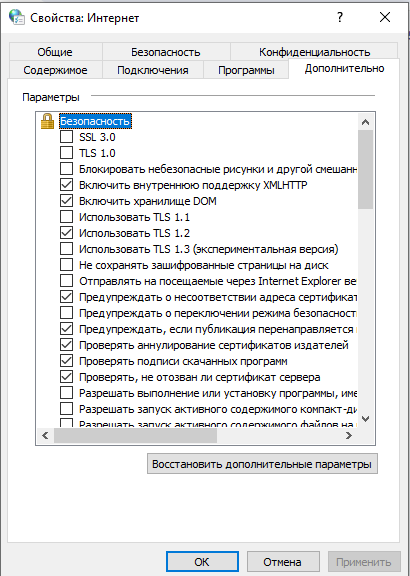 Свойства: Интернет
Общие
Безопасность
Конфиденциальность
Содержимое
Подключения
Программы
Дополнительно
Параметры
Безопасность
SSL 3.0
TLS 1.0
Блокировать небезопасные рисунки и другой смешанн
Включить внутреннюю поддержку XMLHTTP
Включить хранилище DOM
Использовать TLS 1.1
Использовать TLS 1.2
Использовать TLS 1.3 (экспериментальная версия)
Не сохранять зашифрованные страницы на диск
Отправлять на посещаемые через Internet Explorer ве
Предупреждать о несоответствии адреса сертификат
Предупреждать о переключении режима безопасност
Предупреждать, если публикация перенаправляется
Проверять аннулирование сертификатов издателей
Проверять подписи скачанных программ
Проверять, не отозван ли сертификат сервера
Разрешать выполнение или установку программы, име
Разрешать запуск активного содержимого компакт-ди
Разрешать запуск активного содержимого файлов на
Восстановить дополнительные параметры
ОК
Отмена
Применить